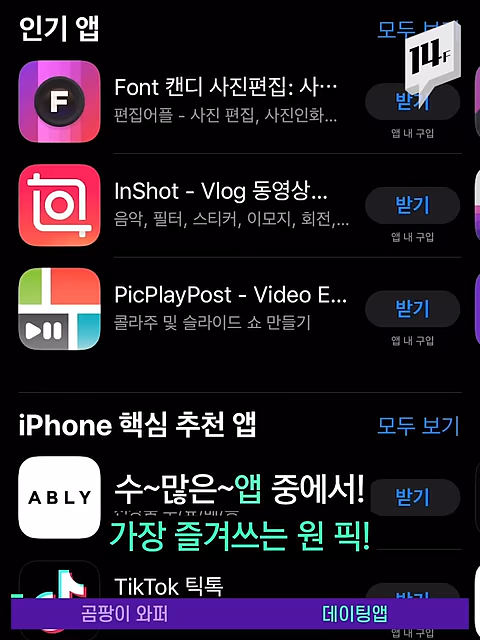 인기 앱
모두 보기
14F
F
Font 캔디 사진편집: 사…
편집어플 - 사진 편집, 사진인화…
받기
앱 내 구입
InShot - Vlog 동영상…
음악, 필터, 스티커, 이모지, 회전,…
받기
앱 내 구입
PicPlayPost - Video E…
콜라주 및 슬라이드 쇼 만들기
받기
앱 내 구입
iPhone 핵심 추천 앱
모두 보기
ABLY
수~많은~앱 중에서!
받기
가장 즐겨쓰는 원 픽!
TikTok 틱톡
받기
곰팡이 와퍼
데이팅앱
앱 내 구입